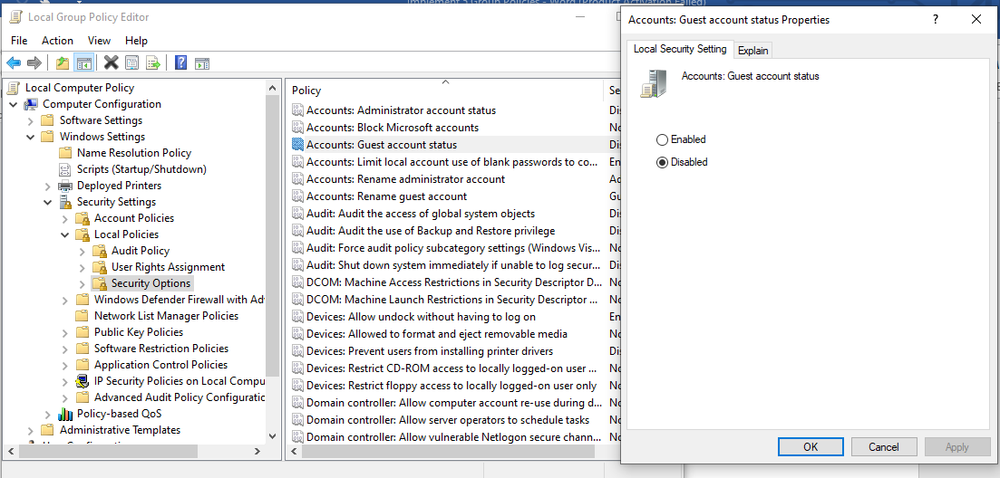 Implement 5 Group Policies - Word (Product Activation Failed)
Local Group Policy Editor
File Action View Help
Local Computer Policy
Computer Configuration
Software Settings
Windows Settings
Name Resolution Policy
Scripts (Startup/Shutdown)
Deployed Printers
Security Settings
Account Policies
Local Policies
Audit Policy
User Rights Assignment
Security Options
Windows Defender Firewall with Adv
Network List Manager Policies
Public Key Policies
Software Restriction Policies
Application Control Policies
IP Security Policies on Local Compu
Advanced Audit Policy Configuratic
Policy-based QoS
Administrative Templates
Policy Se
Accounts: Administrator account status Dis
Accounts: Block Microsoft accounts No
Accounts: Guest account status Dis
Accounts: Limit local account use of blank passwords to co... En
Accounts: Rename administrator account Ad
Accounts: Rename guest account Gu
Audit: Audit the access of global system objects Dis
Audit: Audit the use of Backup and Restore privilege Dis
Audit: Force audit policy subcategory settings (Windows Vis... No
Audit: Shut down system immediately if unable to log secur... Dis
DCOM: Machine Access Restrictions in Security Descriptor D... No
DCOM: Machine Launch Restrictions in Security Descriptor ... No
Devices: Allow undock without having to log on En
Devices: Allowed to format and eject removable media No
Devices: Prevent users from installing printer drivers Dis
Devices: Restrict CD-ROM access to locally logged-on user ... No
Devices: Restrict floppy access to locally logged-on user only No
Domain controller: Allow computer account re-use during d... No
Domain controller: Allow server operators to schedule tasks No
Domain controller: Allow vulnerable Netlogon secure chann... No
Accounts: Guest account status Properties
Local Security Setting Explain
Accounts: Guest account status
Enabled
Disabled
OK Cancel Apply